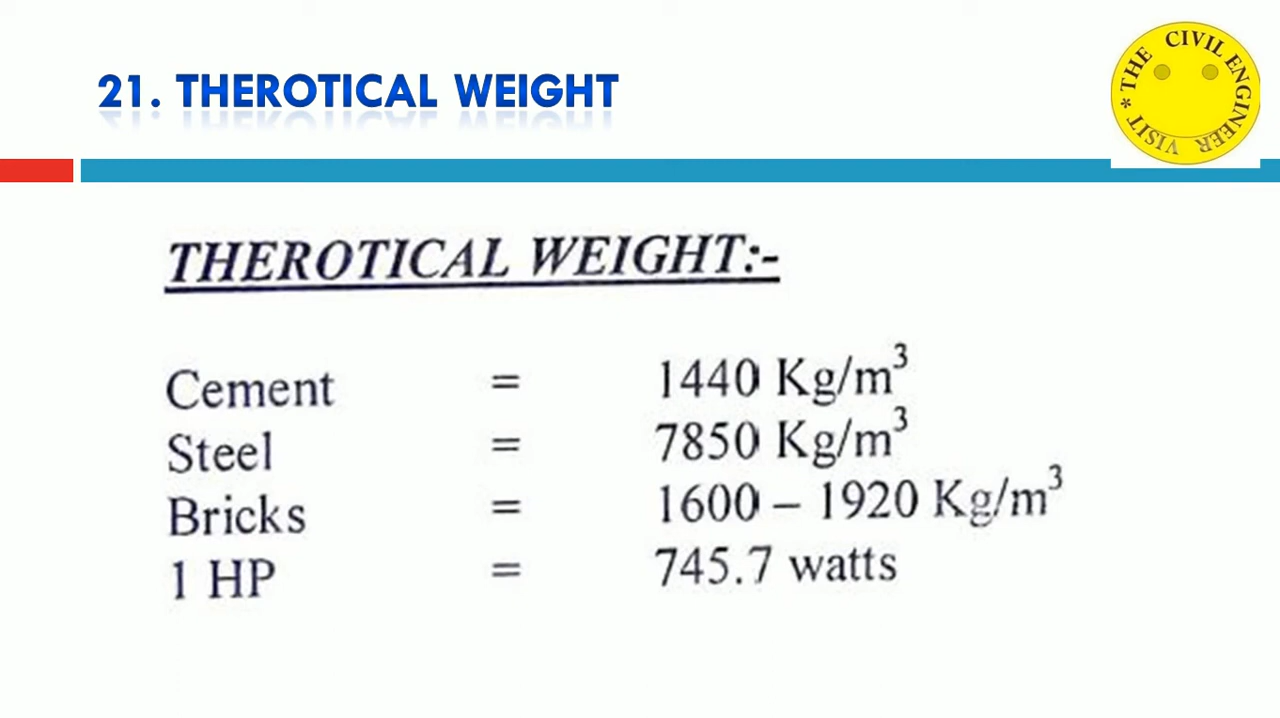 21. THEROTICAL WEIGHT
* THE CIVIL ENGINEER VISIT
THEROTICAL WEIGHT:-
Cement = 1440 Kg/m³
Steel = 7850 Kg/m³
Bricks = 1600 – 1920 Kg/m³
1 HP = 745.7 watts